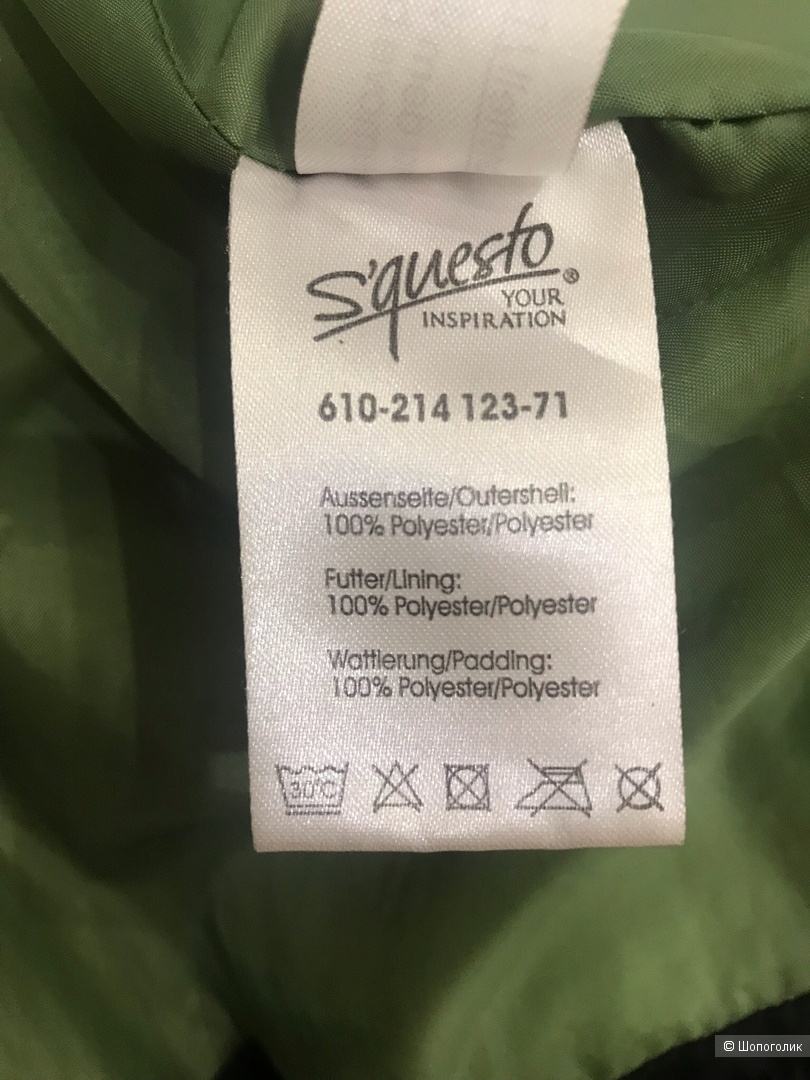 S'questo®
YOUR
INSPIRATION
610-214 123-71
Aussenseite/Outershell:
100% Polyester/Polyester
Futter/Lining:
100% Polyester/Polyester
Wattierung/Padding:
100% Polyester/Polyester
30°C
© Шопоголик